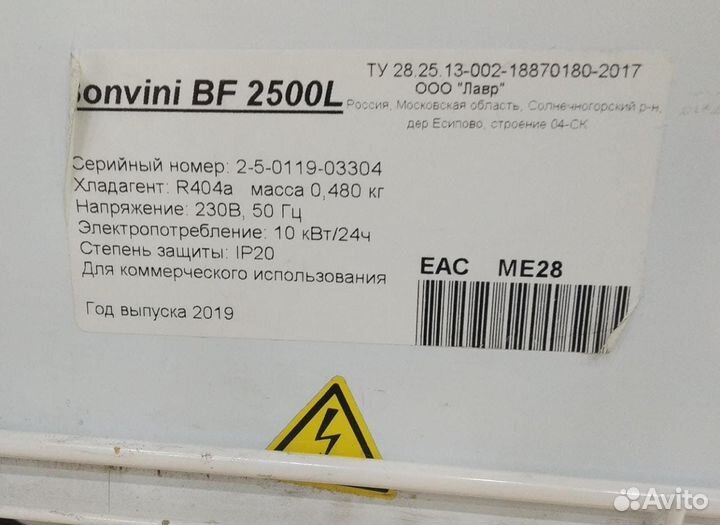 Bonvini BF 2500L
ТУ 28.25.13-002-18870180-2017
ООО "Лавр"
Россия, Московская область, Солнечногорский р-н,
дер Есипово, строение 04-СК
Серийный номер: 2-5-0119-03304
Хладагент: R404a масса 0,480 кг
Напряжение: 230В, 50 Гц
Электропотребление: 10 кВт/24ч
Степень защиты: IP20
Для коммерческого использования
Год выпуска 2019
EAC ME28
Avito